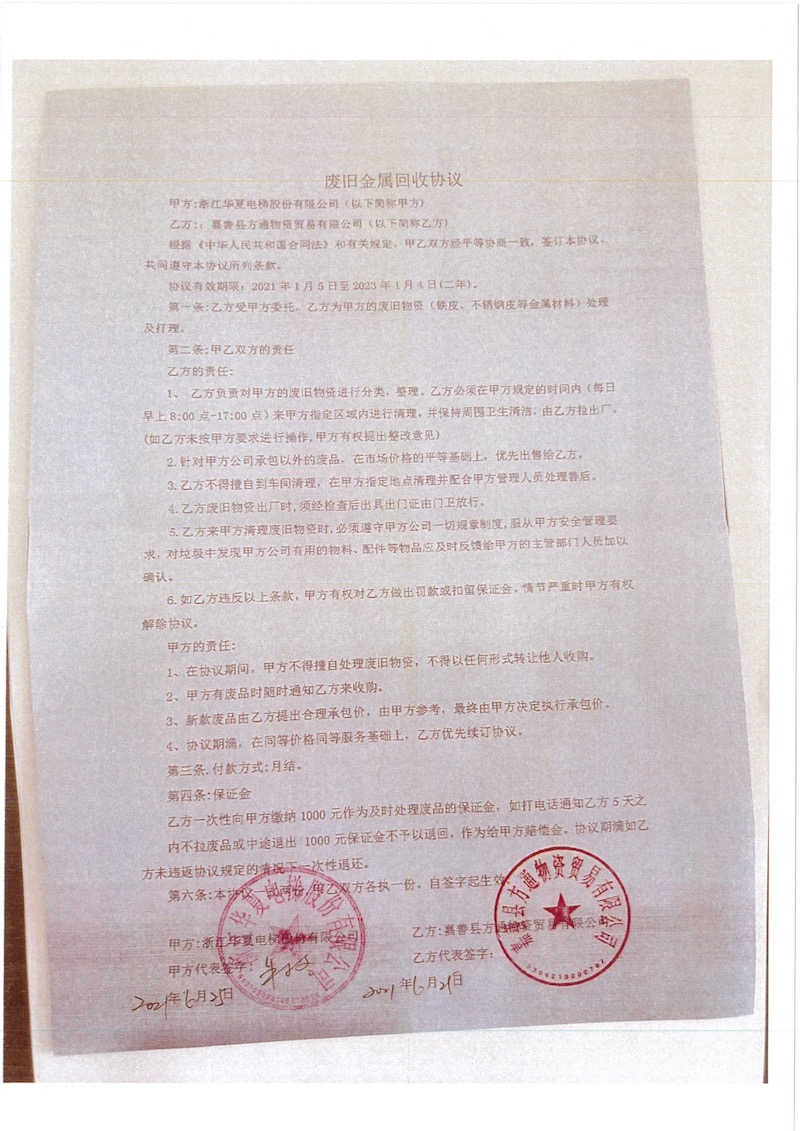 废旧金属回收协议
甲方:浙江华夏电梯股份有限公司（以下简称甲方）
乙方:：嘉善县方通物资贸易有限公司（以下简称乙方）
根据《中华人民共和国合同法》和有关规定，甲乙双方经平等协商一致，签订本协议，
共同遵守本协议所列条款。
协议有效期限：2021年1月5日至2023年1月4日(二年)。
第一条:乙方受甲方委托，乙方为甲方的废旧物资（铁皮、不锈钢皮等金属材料）处理
及打理。
第二条:甲乙双方的责任
乙方的责任:
1、乙方负责对甲方的废旧物资进行分类，整理，乙方必须在甲方规定的时间内（每日
早上8:00点-17:00点）来甲方指定区域内进行清理，并保持周围卫生清洁，由乙方拉出厂，
(如乙方未按甲方要求进行操作,甲方有权提出整改意见)
2.针对甲方公司承包以外的废品，在市场价格的平等基础上，优先出售给乙方。
3.乙方不得擅自到车间清理，在甲方指定地点清理并配合甲方管理人员处理善后。
4.乙方废旧物资出厂时,须经检查后出具出门证由门卫放行。
5.乙方来甲方清理废旧物资时,必须遵守甲方公司一切规章制度,服从甲方安全管理要
求，对垃圾中发现甲方公司有用的物料、配件等物品应及时反馈给甲方的主管部门人员加以
确认。
6.如乙方违反以上条款，甲方有权对乙方做出罚款或扣留保证金，情节严重时甲方有权
解除协议。
甲方的责任:
1、在协议期间，甲方不得擅自处理废旧物资，不得以任何形式转让他人收购。
2、甲方有废品时随时通知乙方来收购。
3、新款废品由乙方提出合理承包价，由甲方参考，最终由甲方决定执行承包价。
4、协议期满，在同等价格同等服务基础上，乙方优先续订协议。
第三条.付款方式:月结。
第四条:保证金
乙方一次性向甲方缴纳1000元作为及时处理废品的保证金，如打电话通知乙方5天之
内不拉废品或中途退出 1000元保证金不予以退回，作为给甲方赔偿金，协议期满如乙
方未违返协议规定的情况下一次性退还。
第六条:本协议一式两份，甲乙双方各执一份，自签字起生效
甲方:浙江华夏电梯股份有限公司
乙方:嘉善县方通物资贸易有限公司
甲方代表签字:
乙方代表签字:
2021年6月25日
2021年6月21日
浙江华夏电梯股份有限公司
嘉善县方通物资贸易有限公司